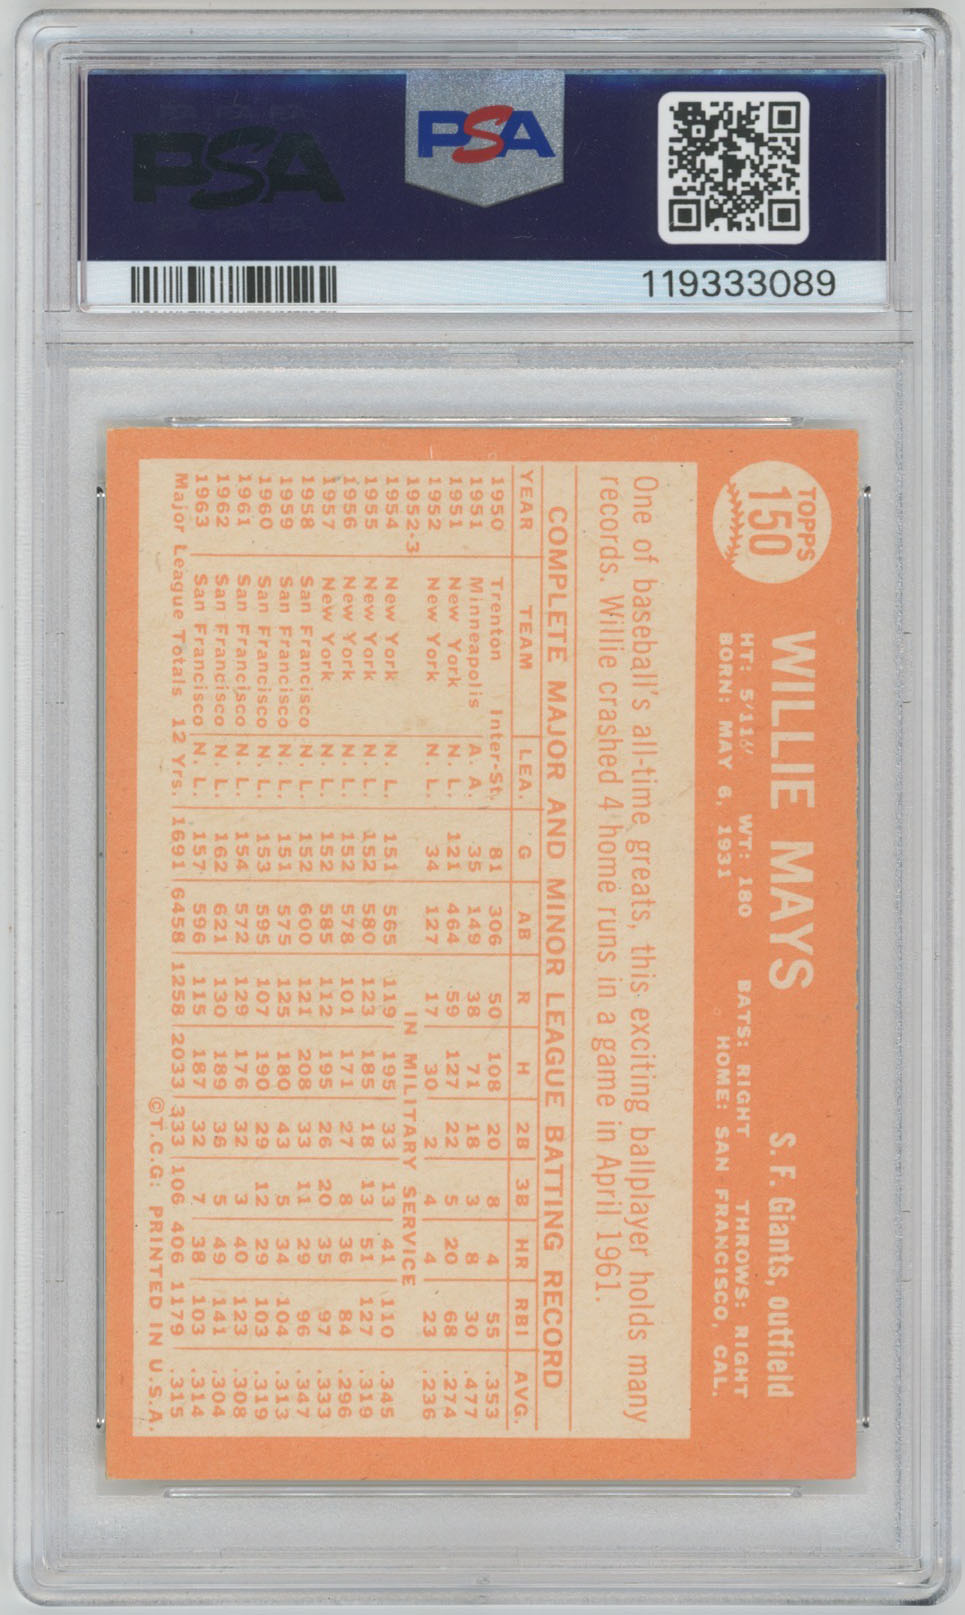 PSA
PSA
119333089
TOPPS
150
WILLIE MAYS
S. F. Giants, outfield
HT: 5'11" WT: 180 BATS: RIGHT THROWS: RIGHT
BORN: MAY 6, 1931 HOME: SAN FRANCISCO, CAL.
One of baseball's all-time greats, this exciting ballplayer holds many
records. Willie crashed 4 home runs in a game in April 1961.
COMPLETE MAJOR AND MINOR LEAGUE BATTING RECORD
YEAR TEAM LEA. G AB R H 2B 3B HR RBI AVG.
1950 Trenton Inter-St. 81 306 50 108 20 8 4 55 .353
1951 Minneapolis A. A. 35 149 38 71 18 3 8 30 .477
1951 New York N. L. 121 464 59 127 22 5 20 68 .274
1952 New York N. L. 34 127 17 30 2 4 4 23 .236
1952-3 IN MILITARY SERVICE
1954 New York N. L. 151 565 119 195 33 13 41 110 .345
1955 New York N. L. 152 580 123 185 18 13 51 127 .319
1956 New York N. L. 152 578 101 171 27 8 36 84 .296
1957 New York N. L. 152 585 112 195 26 20 35 97 .333
1958 San Francisco N. L. 152 600 121 208 33 11 29 96 .347
1959 San Francisco N. L. 151 575 125 180 43 5 34 104 .313
1960 San Francisco N. L. 153 595 107 190 29 12 29 103 .319
1961 San Francisco N. L. 154 572 129 176 32 3 40 123 .308
1962 San Francisco N. L. 162 621 130 189 36 5 49 141 .304
1963 San Francisco N. L. 157 596 115 187 32 7 38 103 .314
Major League Totals 12 Yrs. 1691 6458 1258 2033 333 106 406 1179 .315
©T.C.G. PRINTED IN U.S.A.